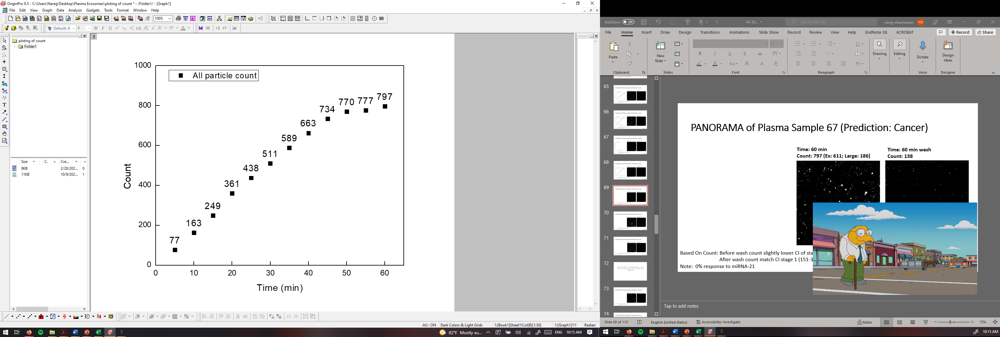 OriginPro 8.5 - C:\Users\Nareg\Desktop\Plasma Exosomes\ploting of count * - /Folder1/ - [Graph1]
File Edit View Graph Data Analysis Gadgets Tools Format Window Help
100%
Default: A 0
ploting of count
Folder1
Size C. Cre...
8KB 2/28/202... 0
11KB 10/9/202... 1
1
All particle count
1000
800
600
400
200
0
Count
77
163
249
361
438
511
589
663
734
770
777
797
0 10 20 30 40 50 60
Time (min)
AU : ON Dark Colors & Light Grids 1:[Book1]Sheet1!Col(B)[1:30] 1:[Graph1]1!1 Radian
82°F Mostly su... ENG 10:15 AM
AutoSave Off 04-20... Search (Alt+Q) nareg ohannesian NO
File Home Insert Draw Design Transitions Animations Slide Show Record Review View Help EndNote X8 ACROBAT Record Share
Paste New Slide 18 Drawing Editing Dictate Design Ideas
Clipboard Slides Font Paragraph Voice Designer
65
66
67
68
69
70
71
72
73
74
PANORAMA of Plasma Sample 67 (Prediction: Cancer)
Time: 60 min
Count: 797 (Ex: 611; Large: 186)
Time: 60 min wash
Count: 138
Based On Count: Before wash count slightly lower CI of sta
After wash count match CI stage 1 (151-3
Note: 0% response to miRNA-21
Tap to add notes
Slide 69 of 110 English (United States) Accessibility: Investigate Notes 75%
10:15 AM